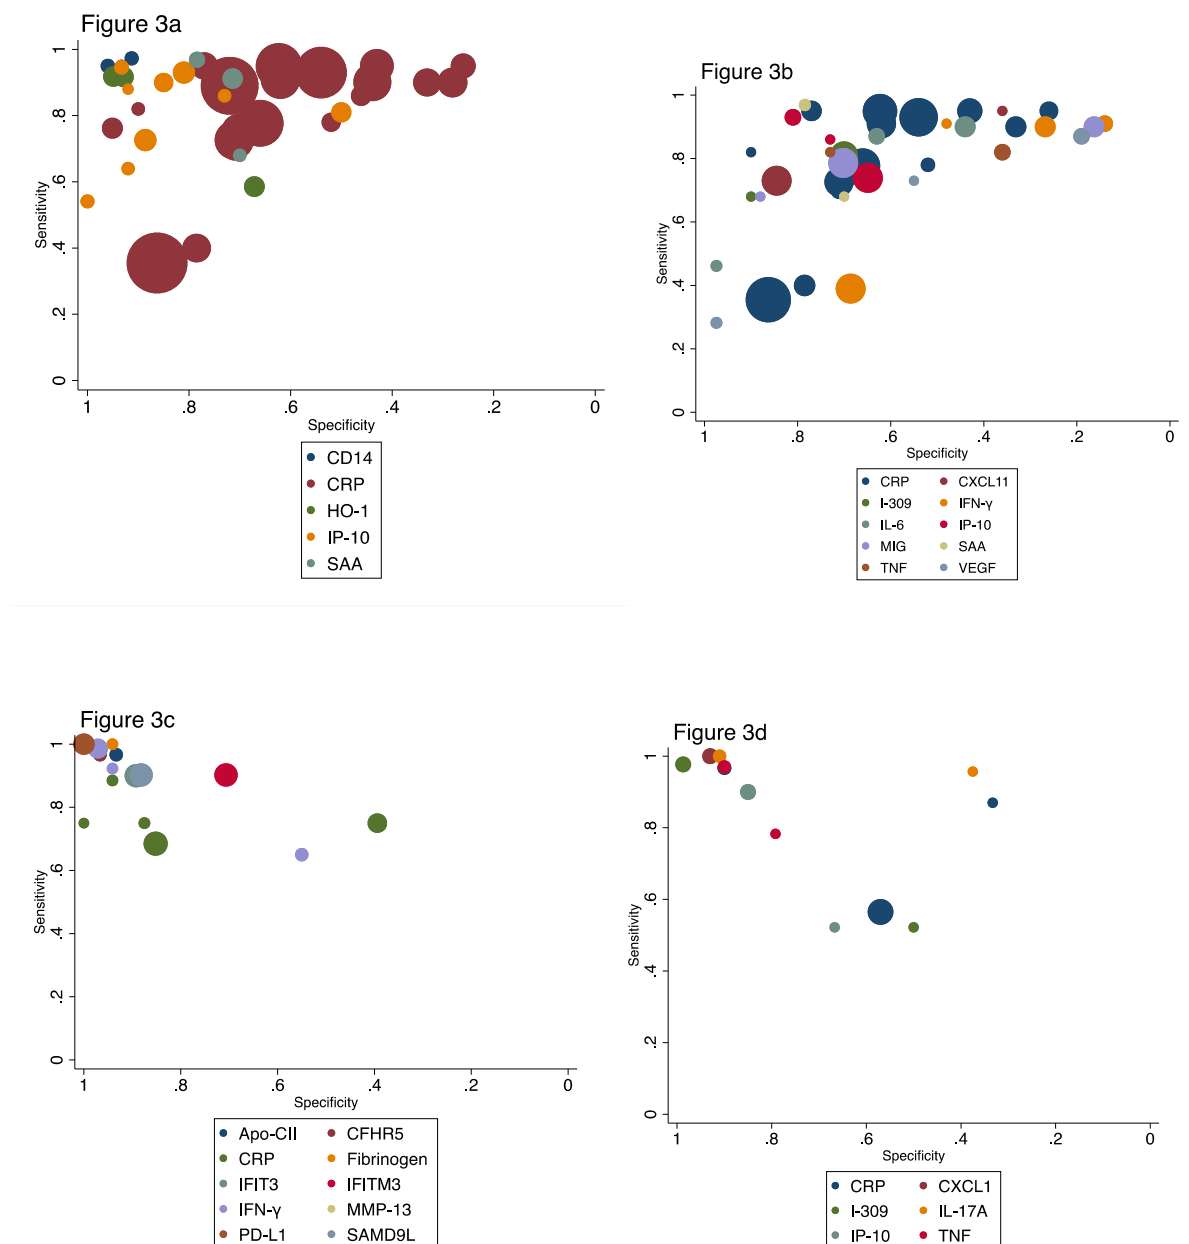 Figure 3a
1
.8
.6
.4
.2
0
Sensitivity
1 .8 .6 .4 .2 0
Specificity
CD14
CRP
HO-1
IP-10
SAA
Figure 3b
1
.8
.6
.4
.2
0
Sensitivity
1 .8 .6 .4 .2 0
Specificity
CRP CXCL11
I-309 IFN-γ
IL-6 IP-10
MIG SAA
TNF VEGF
Figure 3c
1
.8
.6
.4
.2
0
Sensitivity
1 .8 .6 .4 .2 0
Specificity
Apo-CII CFHR5
CRP Fibrinogen
IFIT3 IFITM3
IFN-γ MMP-13
PD-L1 SAMD9L
Figure 3d
1
.8
.6
.4
.2
0
Sensitivity
1 .8 .6 .4 .2 0
Specificity
CRP CXCL1
I-309 IL-17A
IP-10 TNF